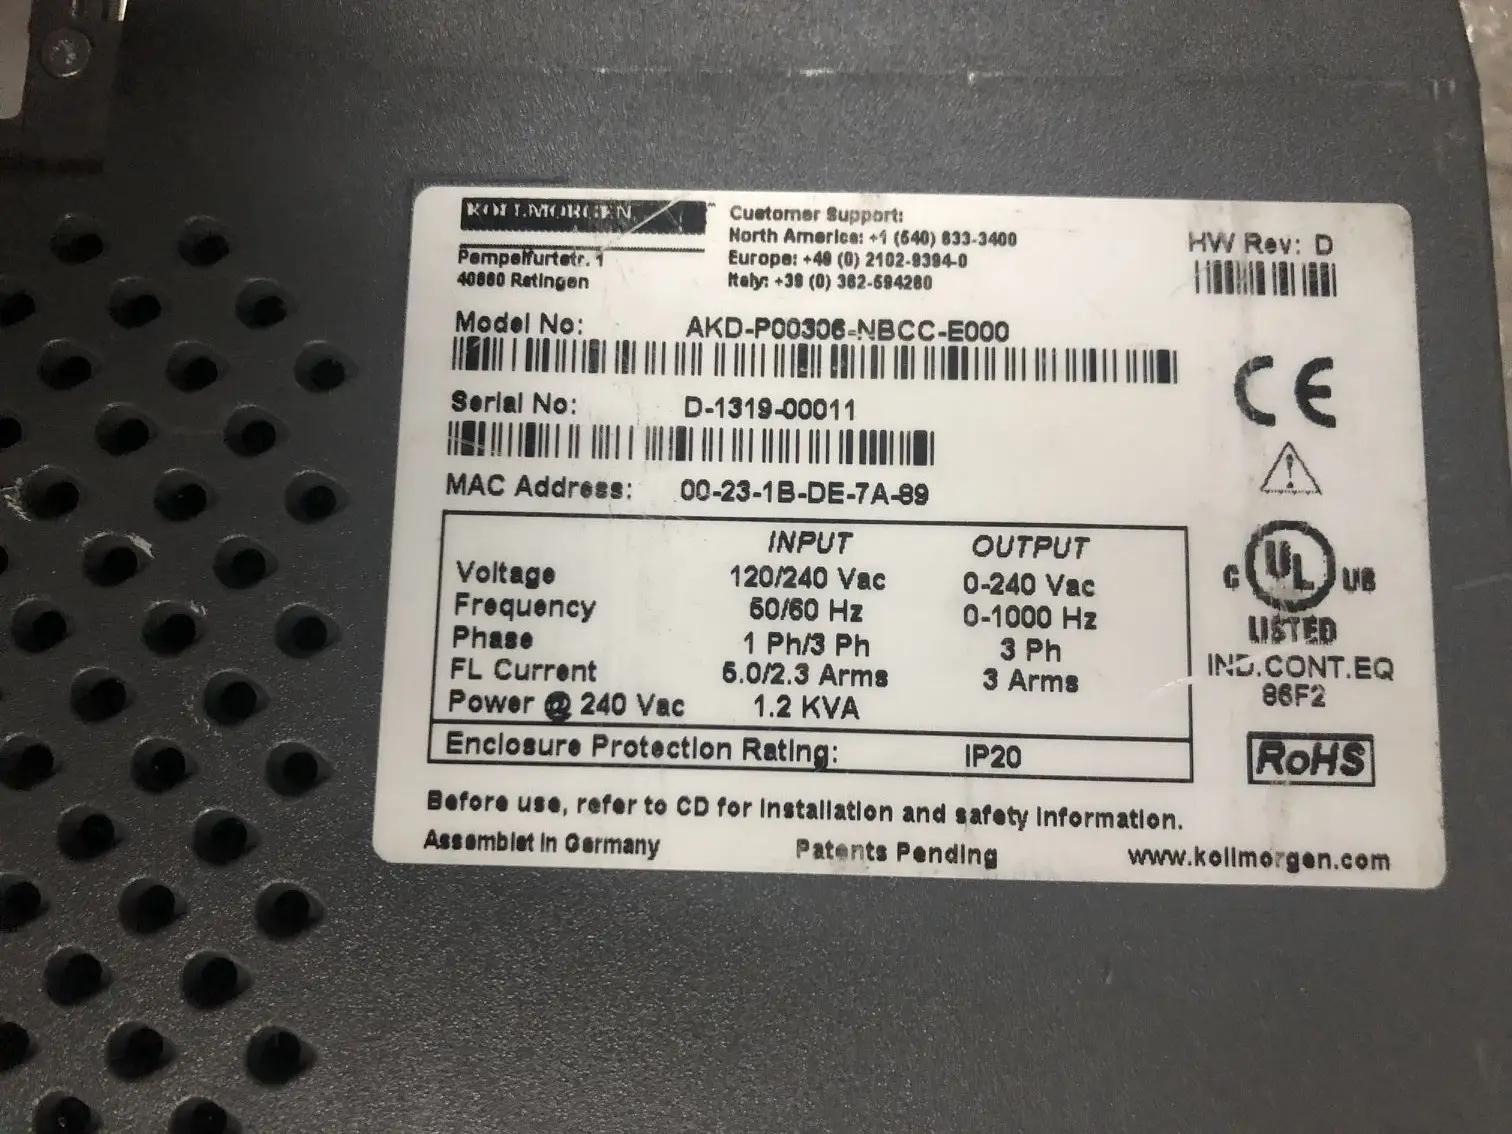 KOLLMORGEN
Pempelfurtstr. 1
40880 Ratingen
Customer Support:
North America: +1 (540) 633-3400
Europe: +49 (0) 2102-9394-0
Italy: +39 (0) 362-594260
HW Rev: D
Model No: AKD-P00306-NBCC-E000
Serial No: D-1319-00011
MAC Address: 00-23-1B-DE-7A-89
INPUT OUTPUT
Voltage 120/240 Vac 0-240 Vac
Frequency 50/60 Hz 0-1000 Hz
Phase 1 Ph/3 Ph 3 Ph
FL Current 5.0/2.3 Arms 3 Arms
Power @ 240 Vac 1.2 KVA
Enclosure Protection Rating: IP20
CE
C UL US
LISTED
IND.CONT.EQ
86F2
RoHS
Before use, refer to CD for installation and safety information.
Assemblet in Germany Patents Pending www.kollmorgen.com